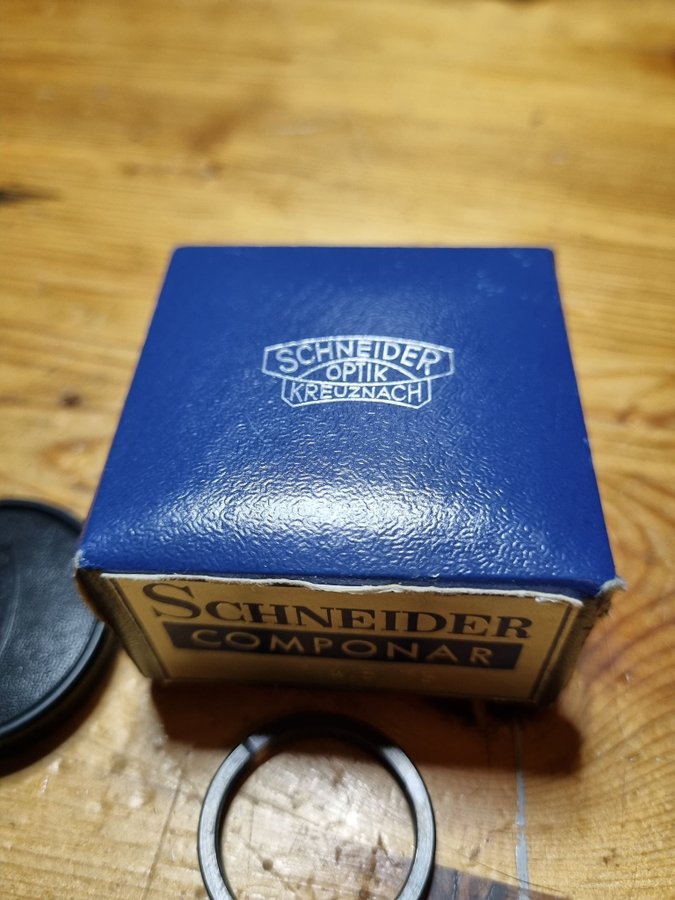 SCHNEIDER
OPTIK
KREUZNACH
SCHNEIDER
COMPONAR